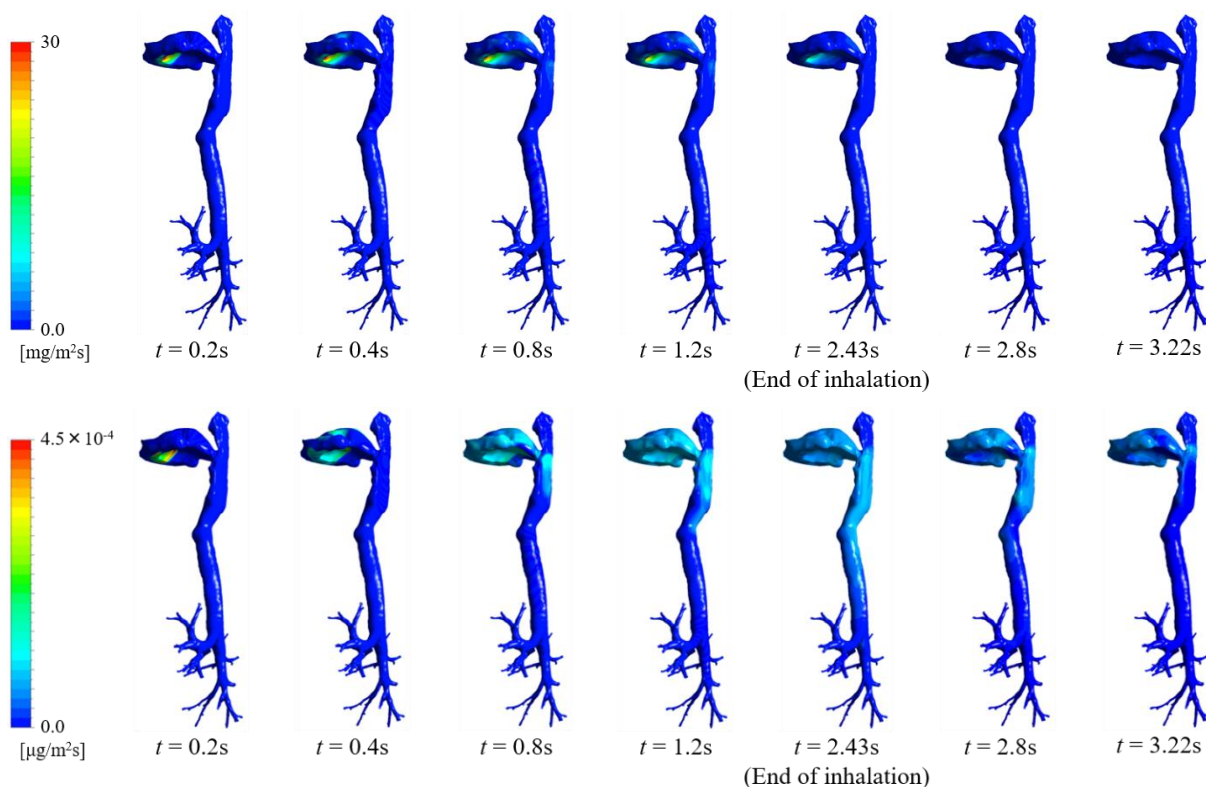 30
0.0
[mg/m²s]
t = 0.2s
t = 0.4s
t = 0.8s
t = 1.2s
t = 2.43s
t = 2.8s
t = 3.22s
(End of inhalation)
4.5 × 10⁻⁴
0.0
[μg/m²s]
t = 0.2s
t = 0.4s
t = 0.8s
t = 1.2s
t = 2.43s
t = 2.8s
t = 3.22s
(End of inhalation)